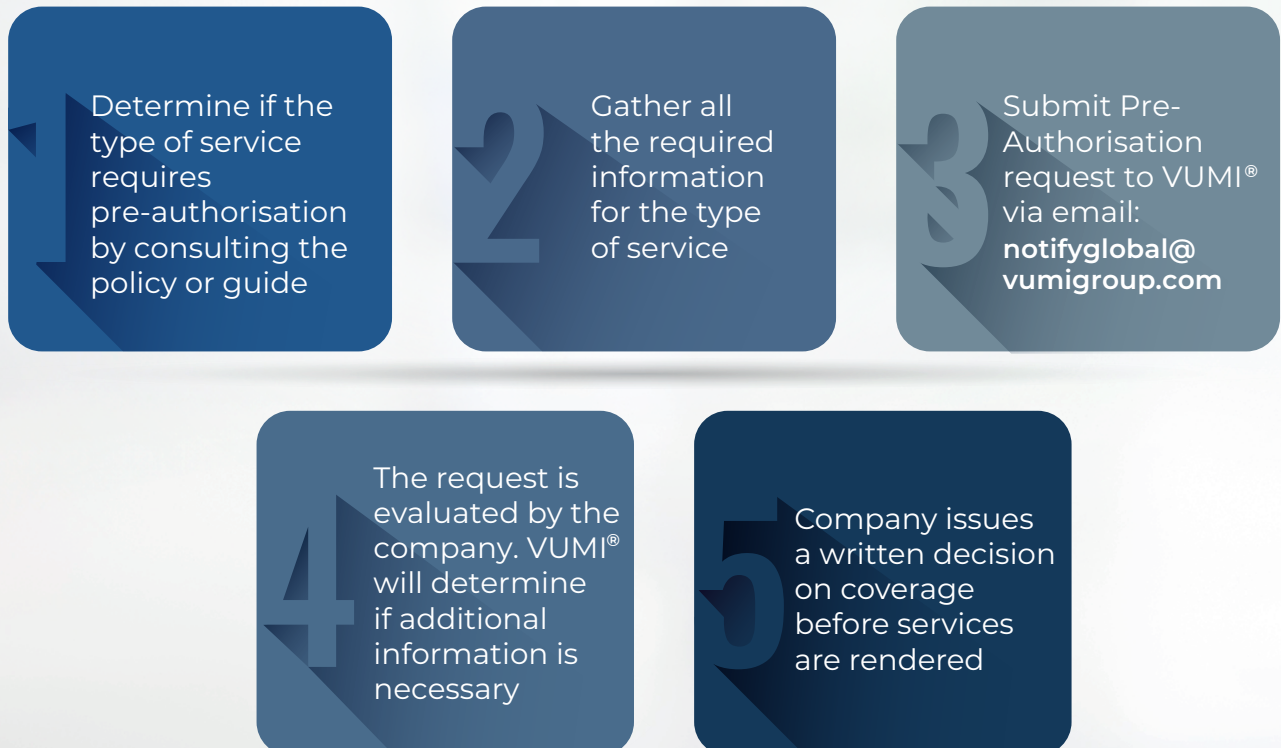 1
Determine if the
type of service
requires
pre-authorisation
by consulting the
policy or guide
2
Gather all
the required
information
for the type
of service
3
Submit Pre-
Authorisation
request to VUMI®
via email:
notifyglobal@
vumigroup.com
4
The request is
evaluated by the
company. VUMI®
will determine
if additional
information is
necessary
5
Company issues
a written decision
on coverage
before services
are rendered